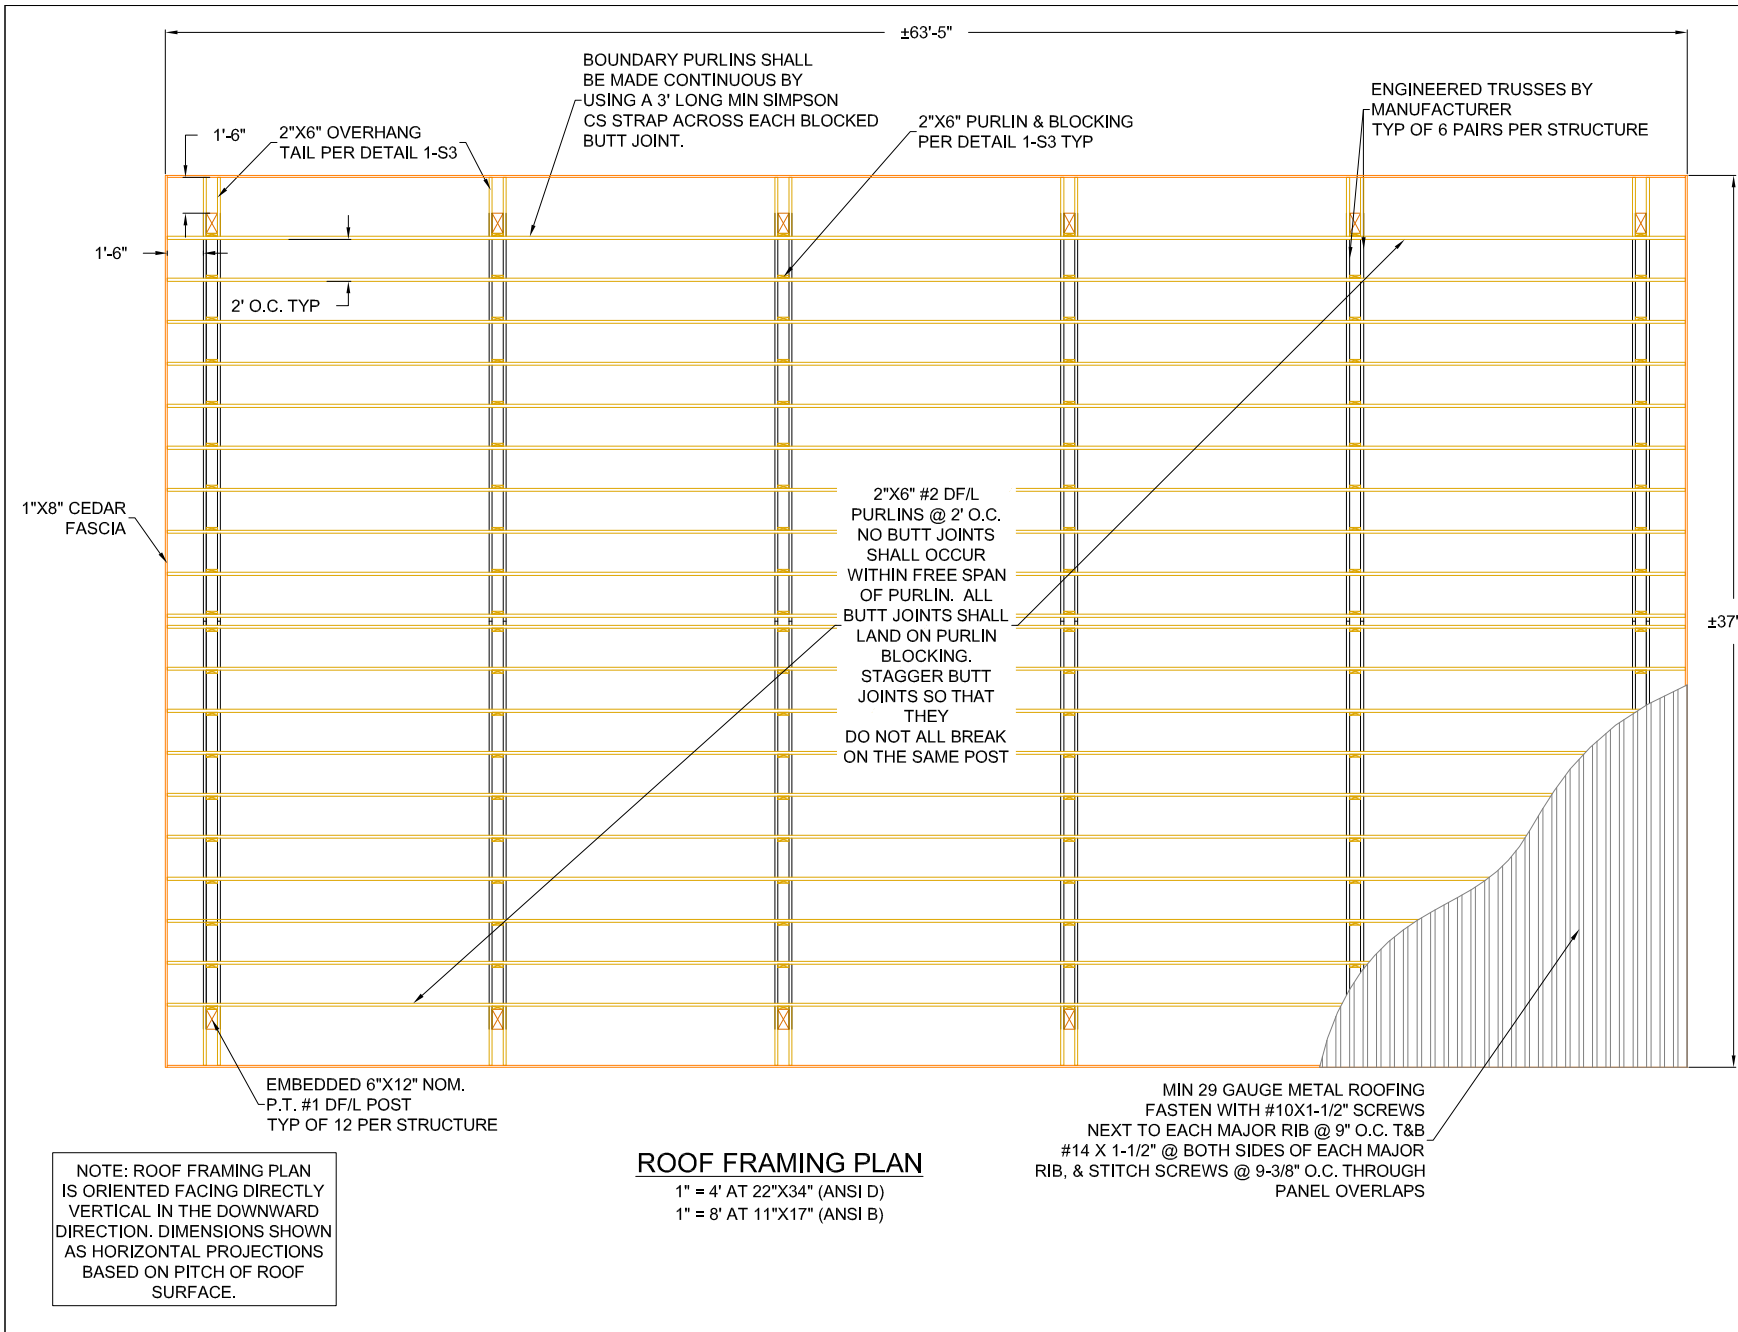 ±63'-5"
BOUNDARY PURLINS SHALL
BE MADE CONTINUOUS BY
USING A 3' LONG MIN SIMPSON
CS STRAP ACROSS EACH BLOCKED
BUTT JOINT.
ENGINEERED TRUSSES BY
MANUFACTURER
TYP OF 6 PAIRS PER STRUCTURE
1'-6"
2"X6" OVERHANG
TAIL PER DETAIL 1-S3
2"X6" PURLIN & BLOCKING
PER DETAIL 1-S3 TYP
1'-6"
2' O.C. TYP
1"X8" CEDAR
FASCIA
2"X6" #2 DF/L
PURLINS @ 2' O.C.
NO BUTT JOINTS
SHALL OCCUR
WITHIN FREE SPAN
OF PURLIN. ALL
BUTT JOINTS SHALL
LAND ON PURLIN
BLOCKING.
STAGGER BUTT
JOINTS SO THAT
THEY
DO NOT ALL BREAK
ON THE SAME POST
±37'
EMBEDDED 6"X12" NOM.
P.T. #1 DF/L POST
TYP OF 12 PER STRUCTURE
MIN 29 GAUGE METAL ROOFING
FASTEN WITH #10X1-1/2" SCREWS
NEXT TO EACH MAJOR RIB @ 9" O.C. T&B
#14 X 1-1/2" @ BOTH SIDES OF EACH MAJOR
RIB, & STITCH SCREWS @ 9-3/8" O.C. THROUGH
PANEL OVERLAPS
ROOF FRAMING PLAN
1" = 4' AT 22"X34" (ANSI D)
1" = 8' AT 11"X17" (ANSI B)
NOTE: ROOF FRAMING PLAN
IS ORIENTED FACING DIRECTLY
VERTICAL IN THE DOWNWARD
DIRECTION. DIMENSIONS SHOWN
AS HORIZONTAL PROJECTIONS
BASED ON PITCH OF ROOF
SURFACE.